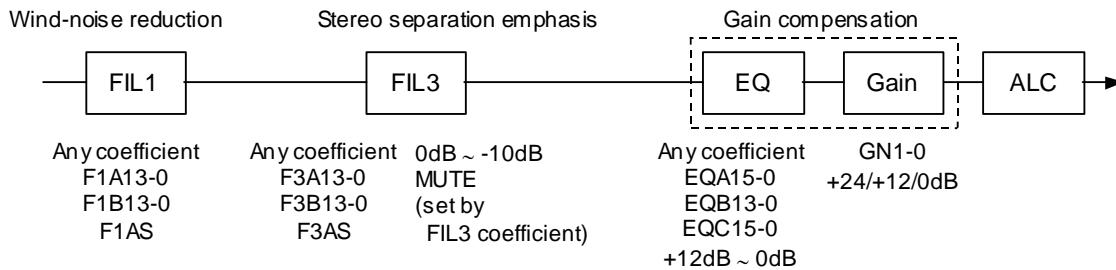 Wind-noise reduction
Stereo separation emphasis
Gain compensation
FIL1
FIL3
EQ
Gain
ALC
Any coefficient
F1A13-0
F1B13-0
F1AS
Any coefficient
F3A13-0
F3B13-0
F3AS
0dB ~ -10dB
MUTE
(set by
FIL3 coefficient)
Any coefficient
EQA15-0
EQB13-0
EQC15-0
+12dB ~ 0dB
GN1-0
+24/+12/0dB